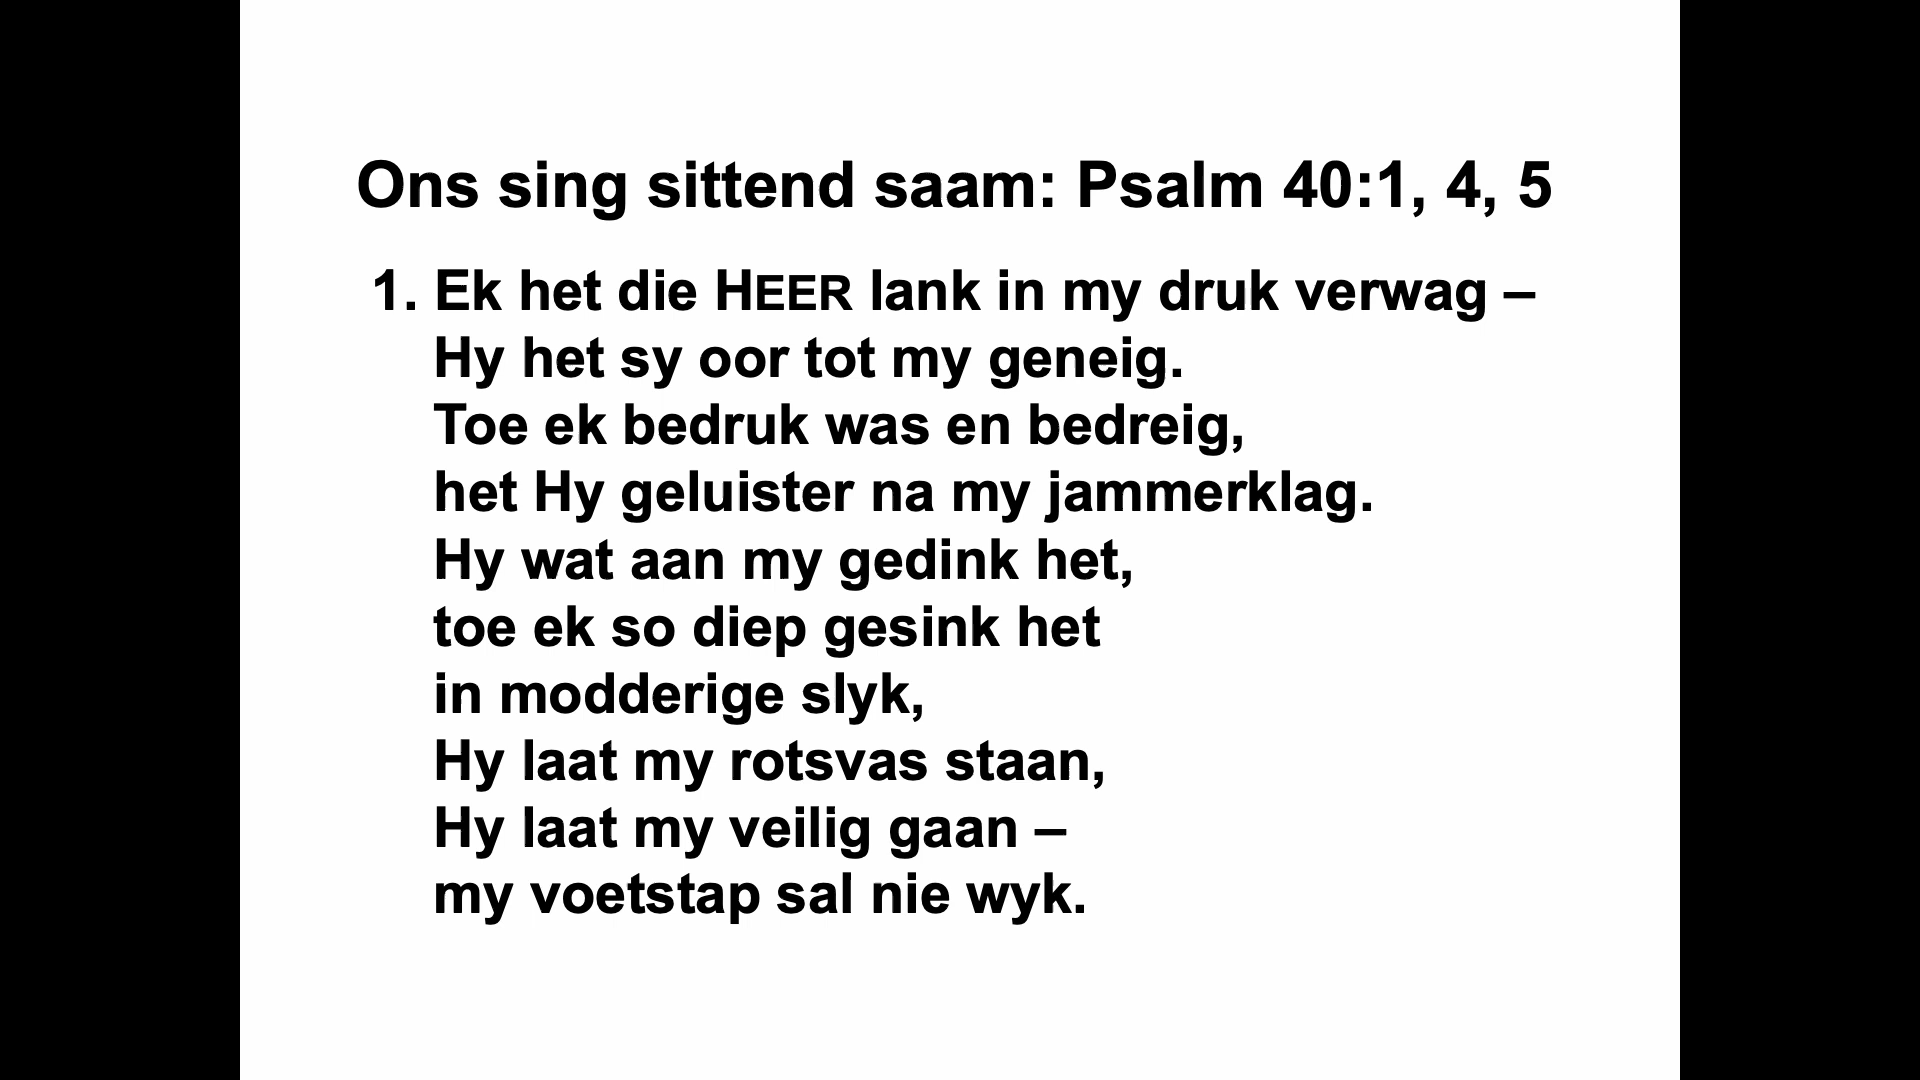 Ons sing sittend saam: Psalm 40:1, 4, 5
1. Ek het die HEER lank in my druk verwag –
Hy het sy oor tot my geneig.
Toe ek bedruk was en bedreig,
het Hy geluister na my jammerklag.
Hy wat aan my gedink het,
toe ek so diep gesink het
in modderige slyk,
Hy laat my rotsvas staan,
Hy laat my veilig gaan –
my voetstap sal nie wyk.